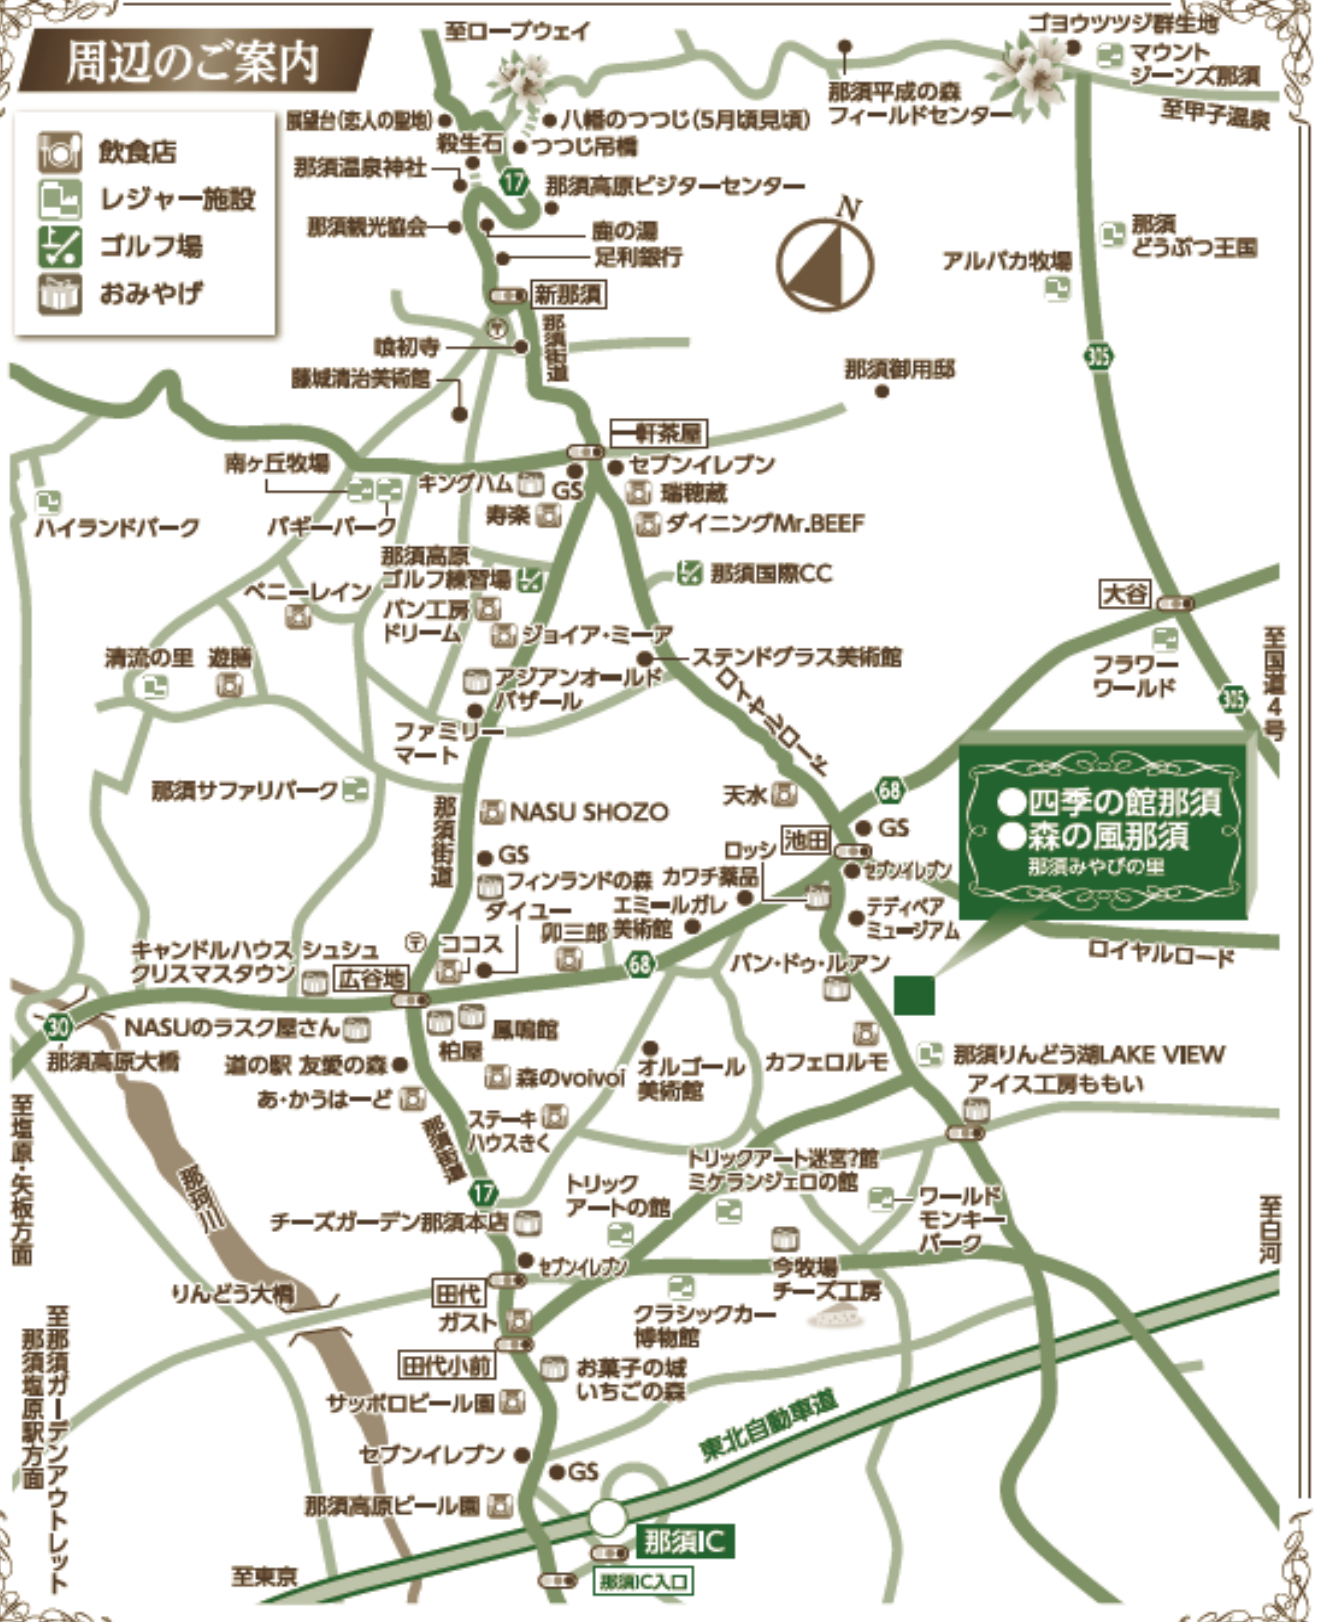 周辺のご案内
飲食店
レジャー施設
ゴルフ場
おみやげ
至ロープウェイ
ゴヨウツツジ群生地
マウント
ジーンズ那須
至甲子温泉
那須平成の森
フィールドセンター
展望台(恋人の聖地)
八幡のつつじ(5月頃見頃)
殺生石
つつじ吊橋
那須温泉神社
17
那須高原ビジターセンター
那須観光協会
鹿の湯
足利銀行
N
那須
どうぶつ王国
アルパカ牧場
新那須
那須街道
喰初寺
藤城清治美術館
那須御用邸
305
一軒茶屋
セブンイレブン
南ヶ丘牧場
キングハム
GS
瑞穂蔵
ハイランドパーク
バギーパーク
寿楽
ダイニングMr.BEEF
那須高原
ゴルフ練習場
那須国際CC
ペニーレイン
パン工房
ドリーム
ジョイア・ミーア
大谷
清流の里
遊膳
ステンドグラス美術館
フラワー
ワールド
至国道4号
アジアンオールド
バザール
305
ファミリー
マート
ロイヤルロード
那須サファリパーク
天水
68
●四季の館那須
●森の風那須
那須みやびの里
那須街道
NASU SHOZO
GS
池田
ロッシ
GS
フィンランドの森
カワチ薬品
セブンイレブン
ダイユー
エミールガレ
美術館
テディベア
ミュージアム
キャンドルハウス シュシュ
クリスマスタウン
ココス
卯三郎
広谷地
68
パン・ドゥ・ルアン
ロイヤルロード
30
NASUのラスク屋さん
鳳鳴館
柏屋
那須高原大橋
道の駅 友愛の森
森のvoivoi
オルゴール
美術館
カフェロルモ
那須りんどう湖LAKE VIEW
アイス工房ももい
あ・かうはーど
ステーキ
ハウスきく
至塩原・矢板方面
那須街道
那珂川
17
トリックアート迷宮?館
ミケランジェロの館
トリック
アートの館
ワールド
モンキー
パーク
至白河
チーズガーデン那須本店
セブンイレブン
今牧場
チーズ工房
りんどう大橋
田代
ガスト
クラシックカー
博物館
田代小前
お菓子の城
いちごの森
至那須ガーデンアウトレット
那須塩原駅方面
サッポロビール園
東北自動車道
セブンイレブン
GS
那須高原ビール園
那須IC
至東京
那須IC入口